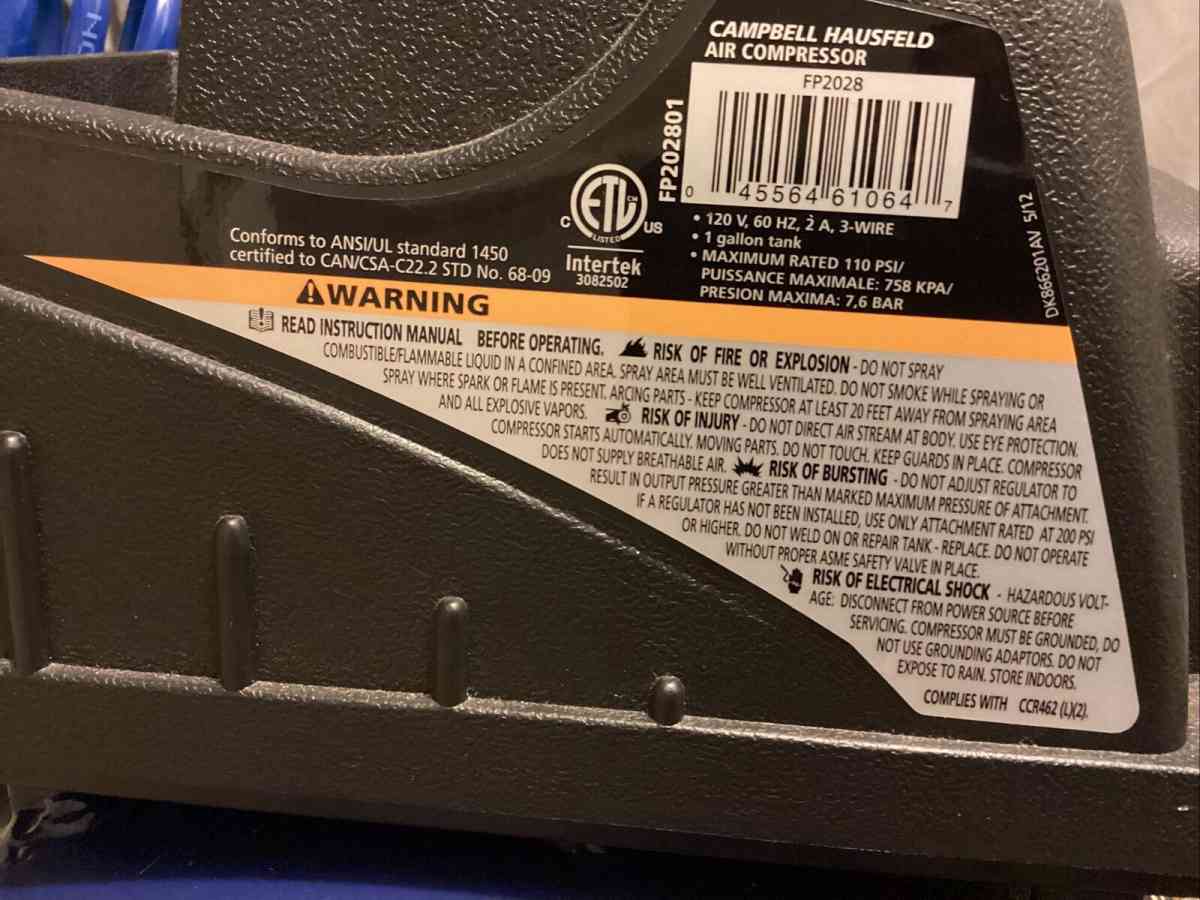 CAMPBELL HAUSFELD
AIR COMPRESSOR
FP2028
FP202801
0 45564 61064 7
C ETL CM US
LISTED
Intertek
3082502
• 120 V, 60 HZ, 2 A, 3-WIRE
• 1 gallon tank
• MAXIMUM RATED 110 PSI/
PUISSANCE MAXIMALE: 758 KPA/
PRESION MAXIMA: 7,6 BAR
DK866201AV 5/12
Conforms to ANSI/UL standard 1450
certified to CAN/CSA-C22.2 STD No. 68-09
WARNING
READ INSTRUCTION MANUAL BEFORE OPERATING. RISK OF FIRE OR EXPLOSION - DO NOT SPRAY
COMBUSTIBLE/FLAMMABLE LIQUID IN A CONFINED AREA. SPRAY AREA MUST BE WELL VENTILATED. DO NOT SMOKE WHILE SPRAYING OR
SPRAY WHERE SPARK OR FLAME IS PRESENT. ARCING PARTS - KEEP COMPRESSOR AT LEAST 20 FEET AWAY FROM SPRAYING AREA
AND ALL EXPLOSIVE VAPORS. RISK OF INJURY - DO NOT DIRECT AIR STREAM AT BODY. USE EYE PROTECTION.
COMPRESSOR STARTS AUTOMATICALLY. MOVING PARTS. DO NOT TOUCH. KEEP GUARDS IN PLACE. COMPRESSOR
DOES NOT SUPPLY BREATHABLE AIR. RISK OF BURSTING - DO NOT ADJUST REGULATOR TO
RESULT IN OUTPUT PRESSURE GREATER THAN MARKED MAXIMUM PRESSURE OF ATTACHMENT.
IF A REGULATOR HAS NOT BEEN INSTALLED, USE ONLY ATTACHMENT RATED AT 200 PSI
OR HIGHER. DO NOT WELD ON OR REPAIR TANK - REPLACE. DO NOT OPERATE
WITHOUT PROPER ASME SAFETY VALVE IN PLACE.
RISK OF ELECTRICAL SHOCK - HAZARDOUS VOLT-
AGE: DISCONNECT FROM POWER SOURCE BEFORE
SERVICING. COMPRESSOR MUST BE GROUNDED, DO
NOT USE GROUNDING ADAPTORS. DO NOT
EXPOSE TO RAIN. STORE INDOORS.
COMPLIES WITH CCR462 (L)(2).